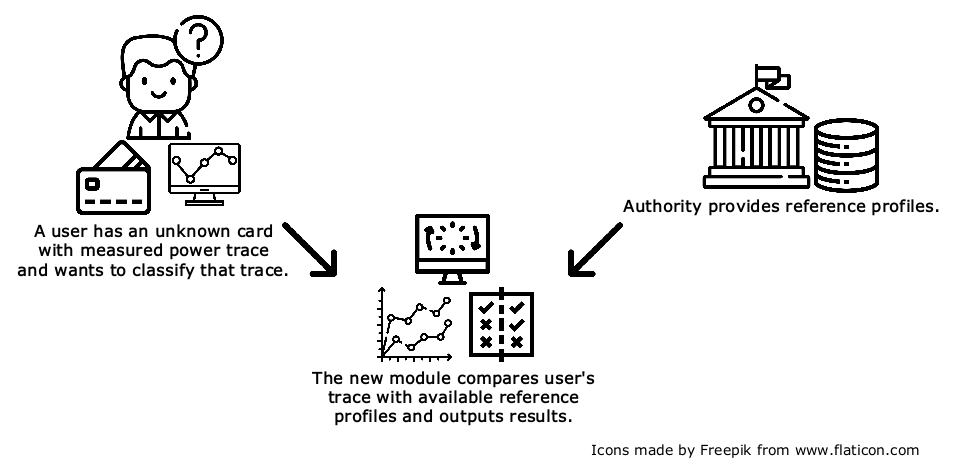 ?
A user has an unknown card
with measured power trace
and wants to classify that trace.
Authority provides reference profiles.
The new module compares user's
trace with available reference
profiles and outputs results.
Icons made by Freepik from www.flaticon.com